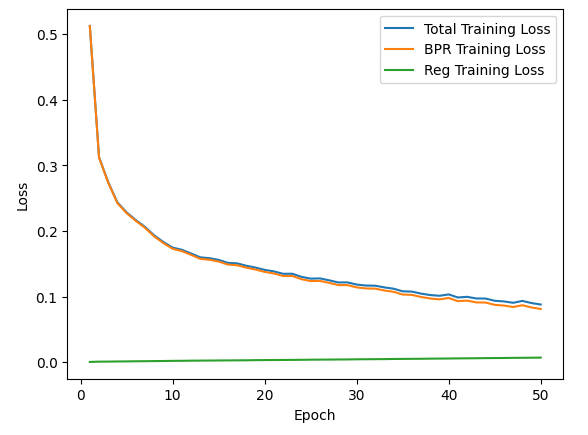 Total Training Loss
BPR Training Loss
Reg Training Loss
0.5
0.4
0.3
0.2
0.1
0.0
Loss
0 10 20 30 40 50
Epoch